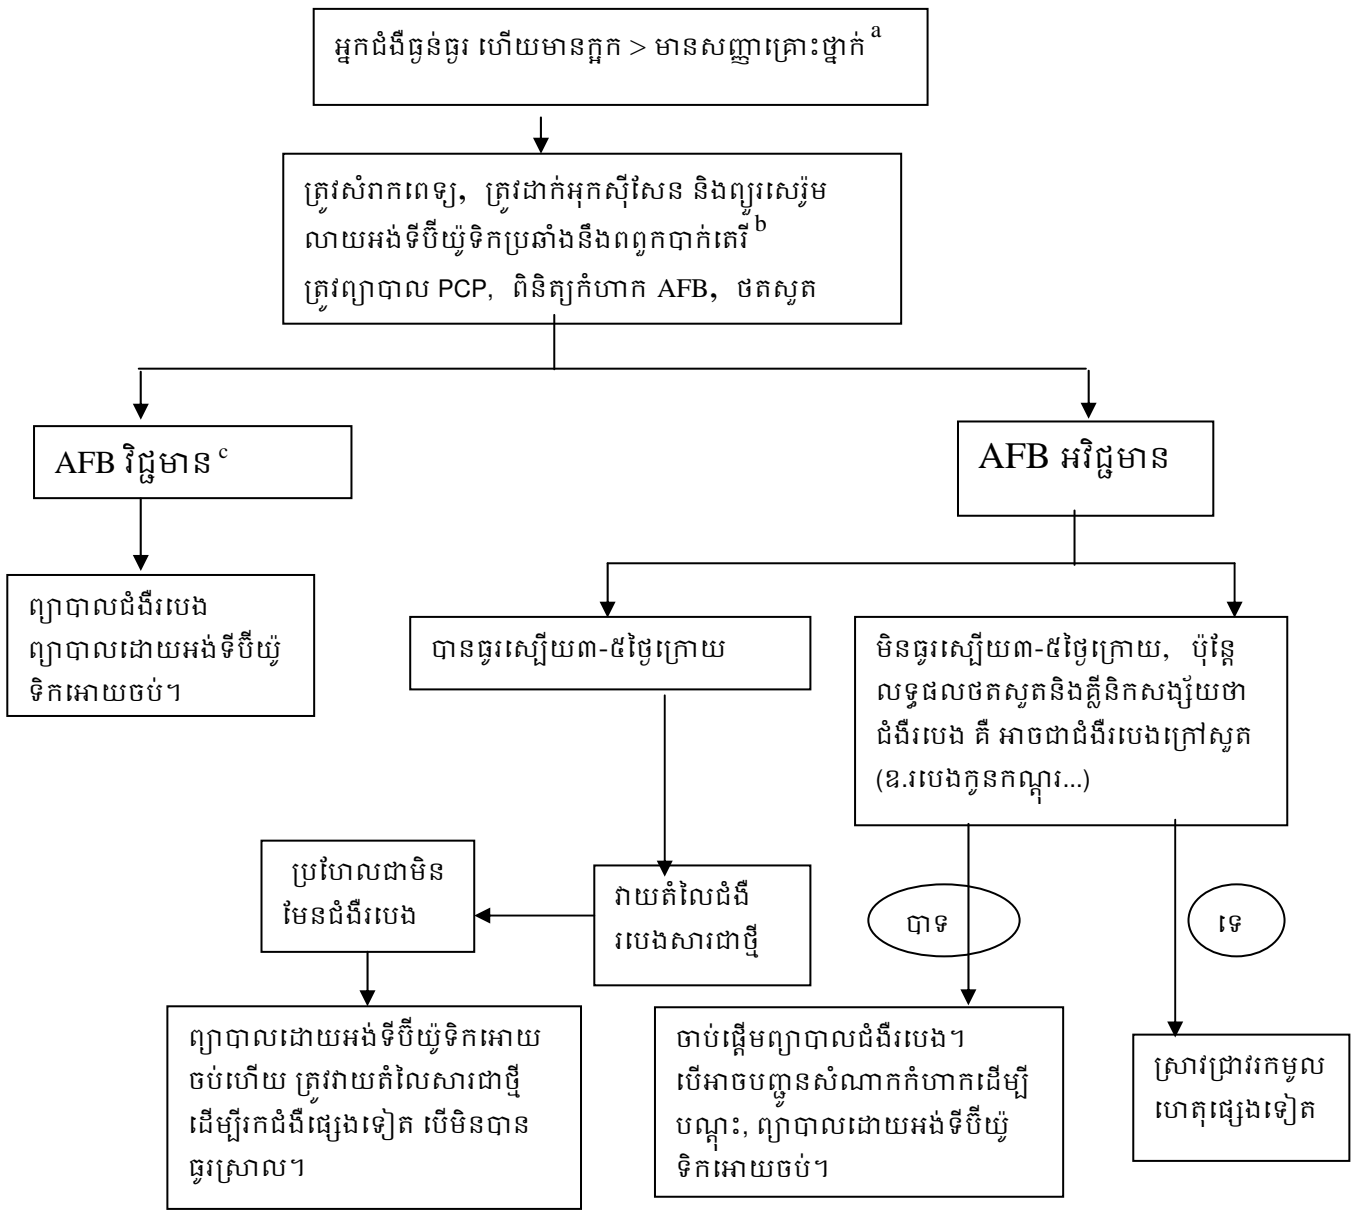 អ្នកជំងឺធ្ងន់ធ្ងរ ហើយមានក្អក > មានសញ្ញាគ្រោះថ្នាក់ a
ត្រូវសំរាកពេទ្យ, ត្រូវដាក់អុកស៊ីសែន និងព្យួរសេរ៉ូម
លាយអង់ទីប៊ីយ៉ូទិកប្រឆាំងនឹងពពួកបាក់តេរី b
ត្រូវព្យាបាល PCP, ពិនិត្យកំហាក AFB, ថតសួត
AFB វិជ្ជមាន c
AFB អវិជ្ជមាន
ព្យាបាលជំងឺរបេង
ព្យាបាលដោយអង់ទីប៊ីយ៉ូ
ទិកអោយចប់។
បានធូរស្បើយ៣-៥ថ្ងៃក្រោយ
មិនធូរស្បើយ៣-៥ថ្ងៃក្រោយ, ប៉ុន្តែ
លទ្ធផលថតសួតនិងគ្លីនិកសង្ស័យថា
ជំងឺរបេង គឺ អាចជាជំងឺរបេងក្រៅសួត
(ឧ.របេងកូនកណ្តុរ...)
ប្រហែលជាមិន
មែនជំងឺរបេង
វាយតំលៃជំងឺ
របេងសារជាថ្មី
បាទ
ទេ
ព្យាបាលដោយអង់ទីប៊ីយ៉ូទិកអោយ
ចប់ហើយ ត្រូវវាយតំលៃសារជាថ្មី
ដើម្បីរកជំងឺផ្សេងទៀត បើមិនបាន
ធូរស្រាល។
ចាប់ផ្តើមព្យាបាលជំងឺរបេង។
បើអាចបញ្ជូនសំណាកកំហាកដើម្បី
បណ្តុះ, ព្យាបាលដោយអង់ទីប៊ីយ៉ូ
ទិកអោយចប់។
ស្រាវជ្រាវរកមូល
ហេតុផ្សេងទៀត